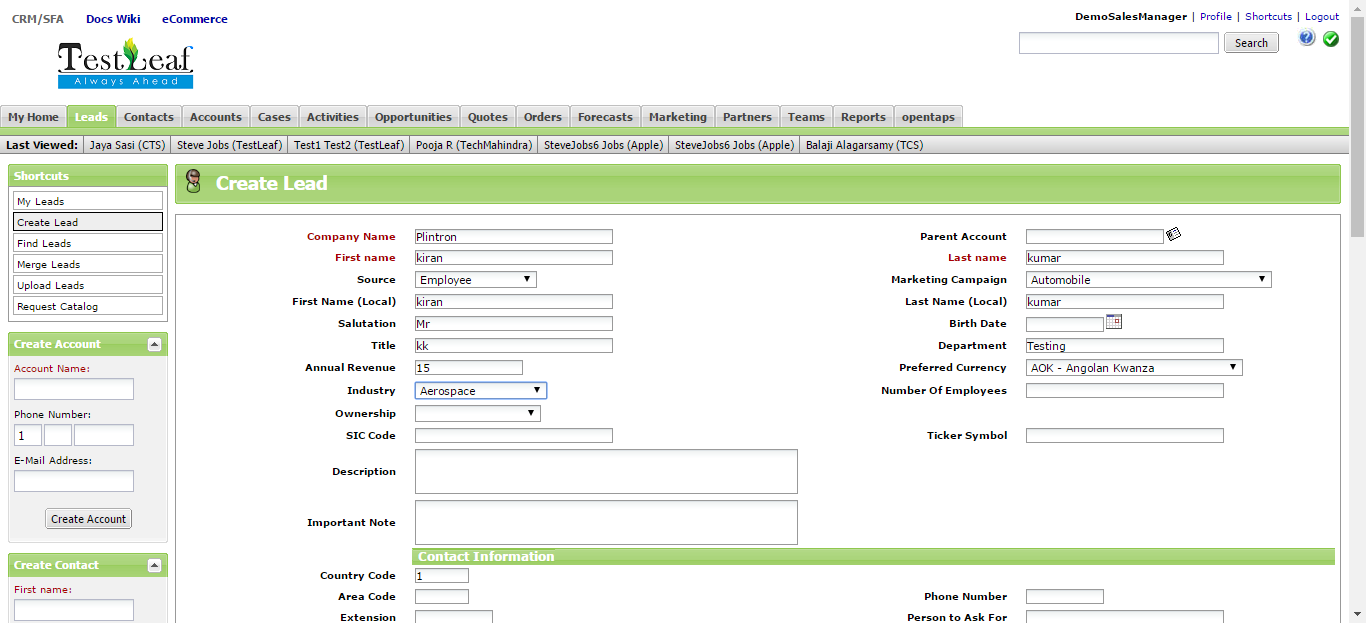 CRM/SFA Docs Wiki eCommerce
DemoSalesManager | Profile | Shortcuts | Logout
TestLeaf
Always Ahead
Search
My Home Leads Contacts Accounts Cases Activities Opportunities Quotes Orders Forecasts Marketing Partners Teams Reports opentaps
Last Viewed: Jaya Sasi (CTS) Steve Jobs (TestLeaf) Test1 Test2 (TestLeaf) Pooja R (TechMahindra) SteveJobs6 Jobs (Apple) SteveJobs6 Jobs (Apple) Balaji Alagarsamy (TCS)
Shortcuts
My Leads
Create Lead
Find Leads
Merge Leads
Upload Leads
Request Catalog
Create Account
Account Name:
Phone Number:
1
E-Mail Address:
Create Account
Create Contact
First name:
Create Lead
Company Name Plintron Parent Account
First name kiran Last name kumar
Source Employee Marketing Campaign Automobile
First Name (Local) kiran Last Name (Local) kumar
Salutation Mr Birth Date
Title kk Department Testing
Annual Revenue 15 Preferred Currency AOK - Angolan Kwanza
Industry Aerospace Number Of Employees
Ownership
SIC Code Ticker Symbol
Description
Important Note
Contact Information
Country Code 1
Area Code Phone Number
Extension Person to Ask For